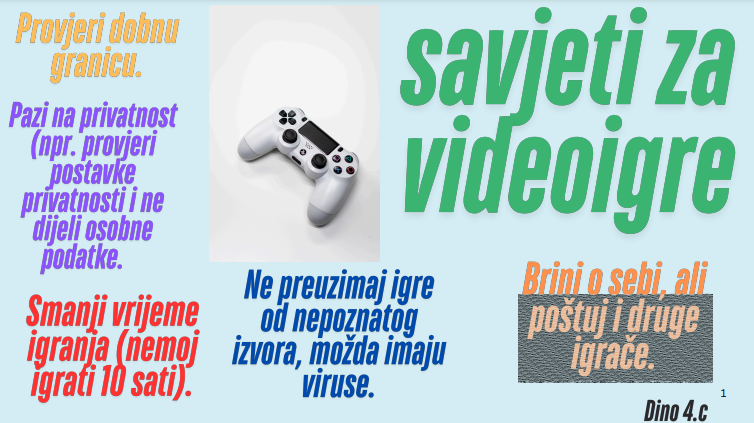 savjeti za
videoigre
Provjeri dobnu
granicu.
Pazi na privatnost
(npr. provjeri
postavke
privatnosti i ne
dijeli osobne
podatke.
Smanji vrijeme
igranja (nemoj
igrati 10 sati).
Ne preuzimaj igre
od nepoznatog
izvora, možda imaju
viruse.
Brini o sebi, ali
poštuj i druge
igrače.
1
Dino 4.c